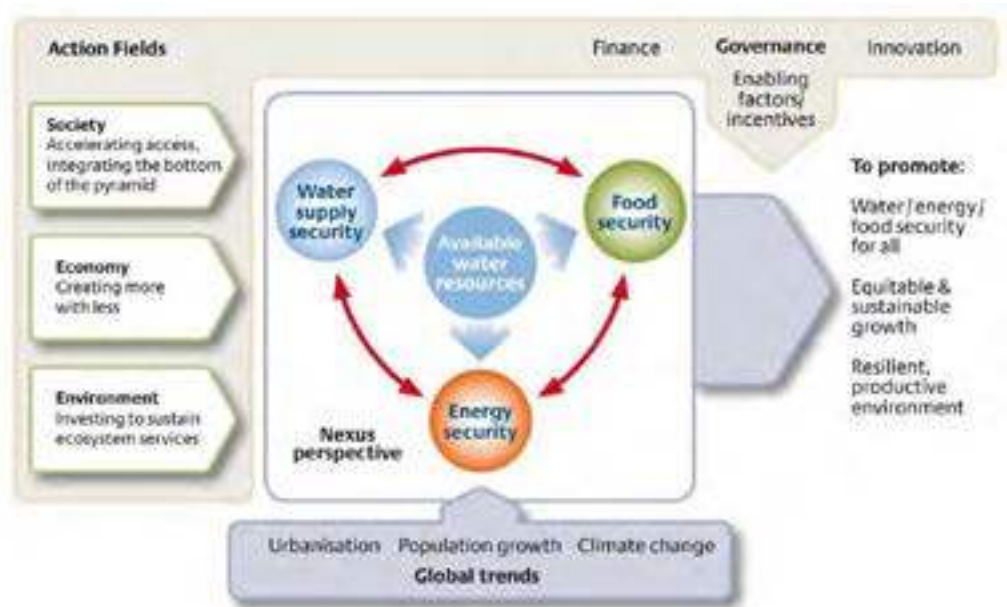 Action Fields
Finance
Governance
Innovation
Enabling
factors/
incentives
Society
Accelerating access,
integrating the bottom
of the pyramid
Economy
Creating more
with less
Environment
Investing to sustain
ecosystem services
Water
supply
security
Food
security
Available
water
resources
Energy
security
Nexus
perspective
To promote:
Water / energy /
food security
for all
Equitable &
sustainable
growth
Resilient,
productive
environment
Urbanisation Population growth Climate change
Global trends